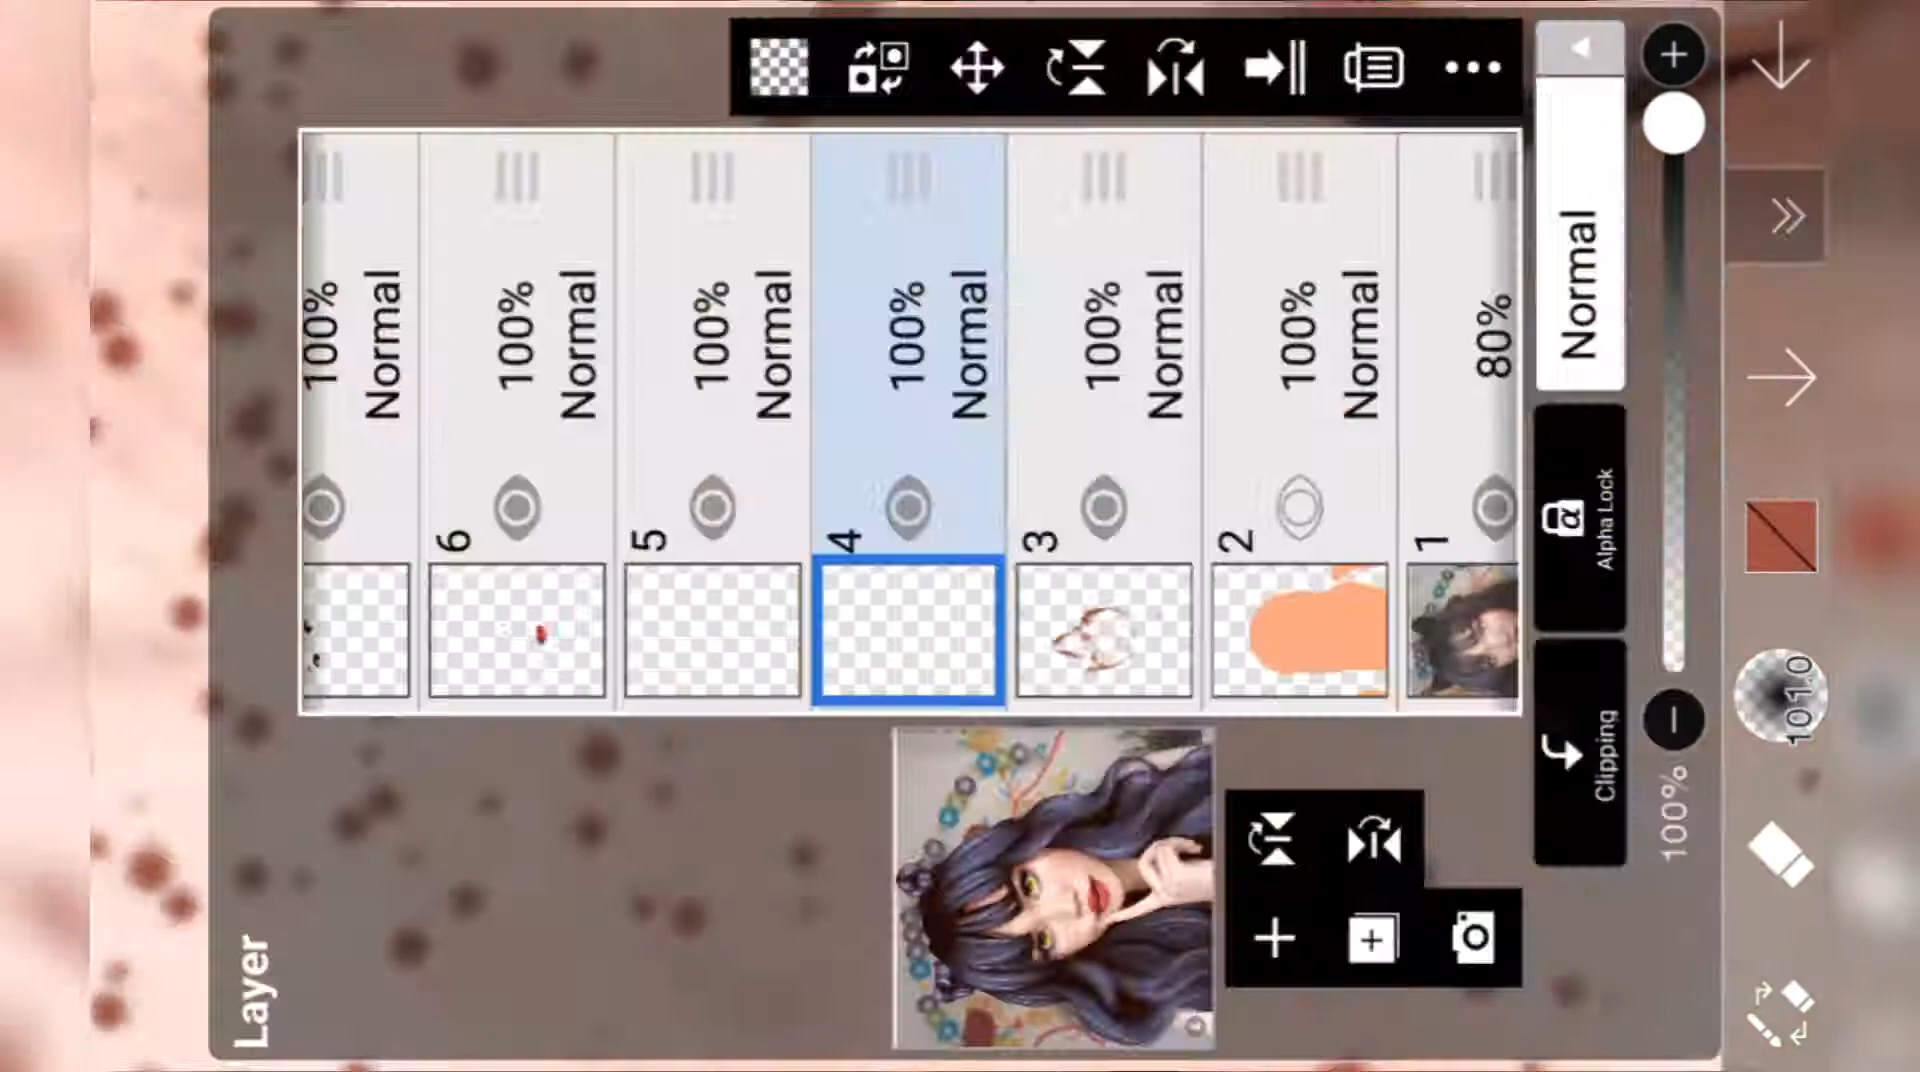 Layer
100%
Normal
6
100%
Normal
5
100%
Normal
4
100%
Normal
3
100%
Normal
2
100%
Normal
1
80%
Normal
α
Alpha Lock
Clipping
100%
101.0